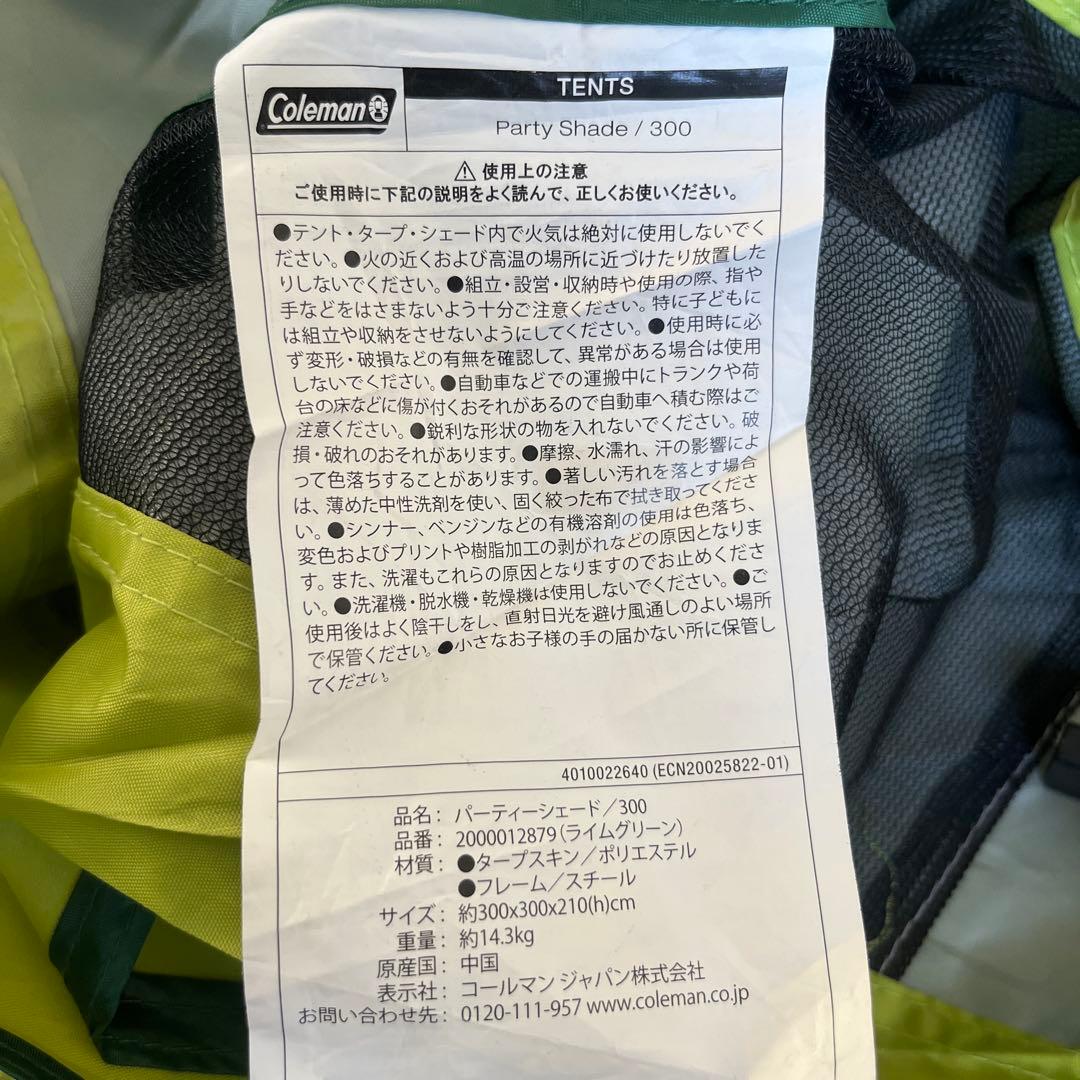 Coleman
TENTS
Party Shade / 300
⚠ 使用上の注意
ご使用時に下記の説明をよく読んで、正しくお使いください。
●テント・タープ・シェード内で火気は絶対に使用しないでく
ださい。●火の近くおよび高温の場所に近づけたり放置した
りしないでください。●組立・設営・収納時や使用の際、指や
手などをはさまないよう十分ご注意ください。特に子どもに
は組立や収納をさせないようにしてください。●使用時に必
ず変形・破損などの有無を確認して、異常がある場合は使用
しないでください。●自動車などでの運搬中にトランクや荷
台の床などに傷が付くおそれがあるので自動車へ積む際はご
注意ください。●鋭利な形状の物を入れないでください。破
損・破れのおそれがあります。●摩擦、水濡れ、汗の影響によ
って色落ちすることがあります。●著しい汚れを落とす場合
は、薄めた中性洗剤を使い、固く絞った布で拭き取ってくださ
い。●シンナー、ベンジンなどの有機溶剤の使用は色落ち、
変色およびプリントや樹脂加工の剥がれなどの原因となりま
す。また、洗濯もこれらの原因となりますのでお止めくださ
い。●洗濯機・脱水機・乾燥機は使用しないでください。●ご
使用後はよく陰干しをし、直射日光を避け風通しのよい場所
で保管ください。●小さなお子様の手の届かない所に保管し
てください。
4010022640 (ECN20025822-01)
品名： パーティーシェード／300
品番： 2000012879（ライムグリーン）
材質： ●タープスキン／ポリエステル
●フレーム／スチール
サイズ： 約300x300x210(h)cm
重量： 約14.3kg
原産国： 中国
表示社： コールマン ジャパン株式会社
お問い合わせ先： 0120-111-957 www.coleman.co.jp